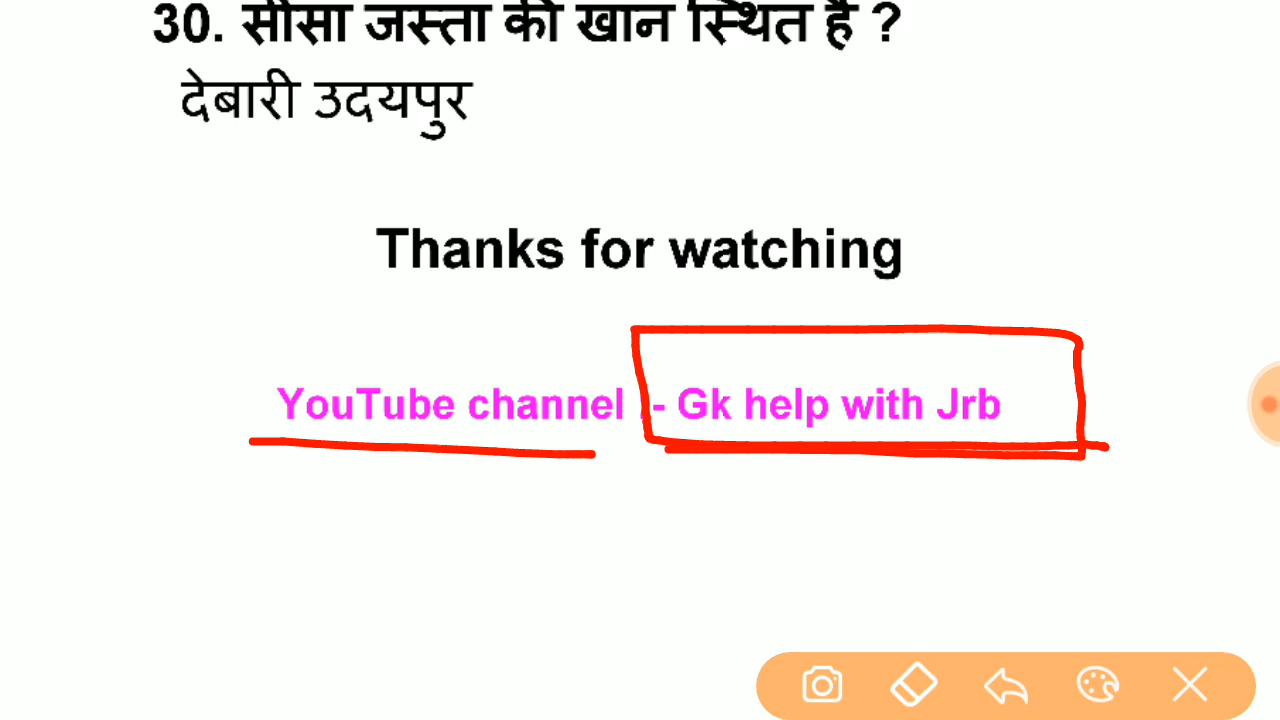 30. सीसा जस्ता की खान स्थित है ?
देबारी उदयपुर
Thanks for watching
YouTube channel :- Gk help with Jrb